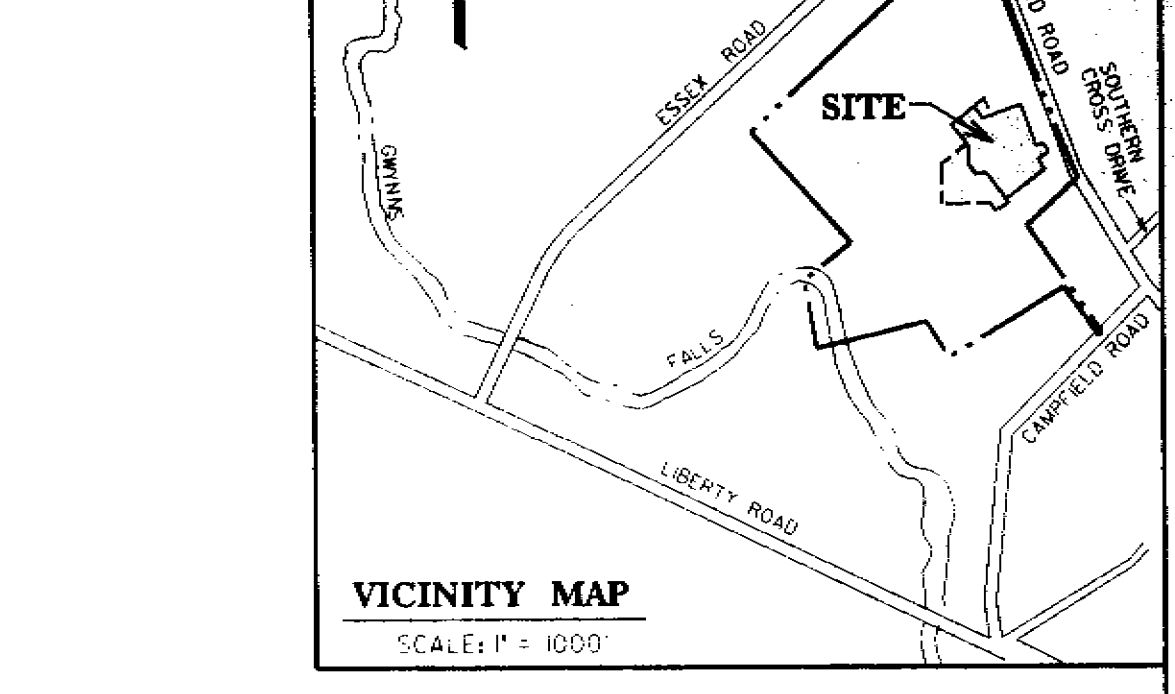 ESSEX ROAD
D ROAD
SOUTHERN
CROSS DRIVE
SITE
GWYNNS
FALLS
CAMPFIELD ROAD
LIBERTY ROAD
VICINITY MAP
SCALE: 1" = 1000'